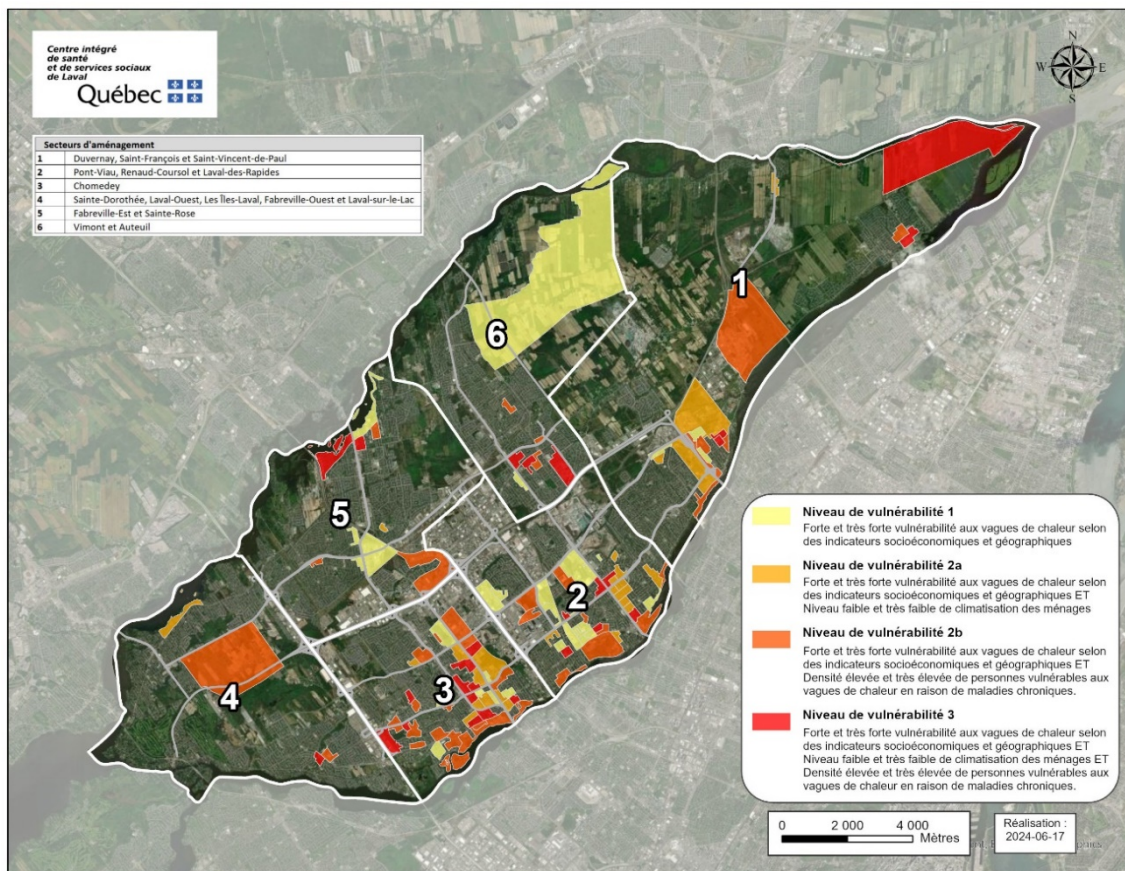 Centre intégré
de santé
et de services sociaux
de Laval
Québec
Secteurs d'aménagement
1 Duvernay, Saint-François et Saint-Vincent-de-Paul
2 Pont-Viau, Renaud-Coursol et Laval-des-Rapides
3 Chomedey
4 Sainte-Dorothée, Laval-Ouest, Les Îles-Laval, Fabreville-Ouest et Laval-sur-le-Lac
5 Fabreville-Est et Sainte-Rose
6 Vimont et Auteuil
N
W E
S
1
6
5
2
3
4
Niveau de vulnérabilité 1
Forte et très forte vulnérabilité aux vagues de chaleur selon
des indicateurs socioéconomiques et géographiques
Niveau de vulnérabilité 2a
Forte et très forte vulnérabilité aux vagues de chaleur selon
des indicateurs socioéconomiques et géographiques ET
Niveau faible et très faible de climatisation des ménages
Niveau de vulnérabilité 2b
Forte et très forte vulnérabilité aux vagues de chaleur selon
des indicateurs socioéconomiques et géographiques ET
Densité élevée et très élevée de personnes vulnérables aux
vagues de chaleur en raison de maladies chroniques.
Niveau de vulnérabilité 3
Forte et très forte vulnérabilité aux vagues de chaleur selon
des indicateurs socioéconomiques et géographiques ET
Niveau faible et très faible de climatisation des ménages ET
Densité élevée et très élevée de personnes vulnérables aux
vagues de chaleur en raison de maladies chroniques.
0 2 000 4 000
Mètres
Réalisation :
2024-06-17